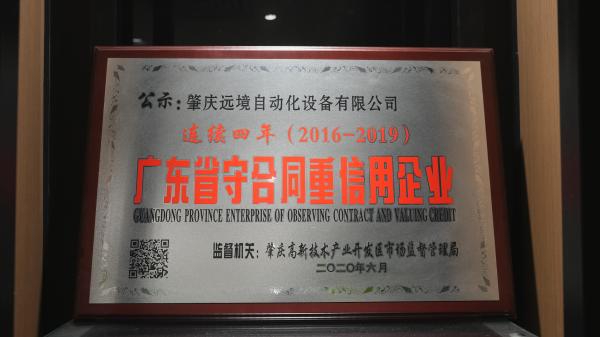 公示:肇庆远境自动化设备有限公司
连续四年(2016-2019)
广东省守合同重信用企业
GUANGDONG PROVINCE ENTERPRISE OF OBSERVING CONTRACT AND VALUING CREDIT
监督机关:肇庆高新技术产业开发区市场监督管理局
二〇二〇年六月